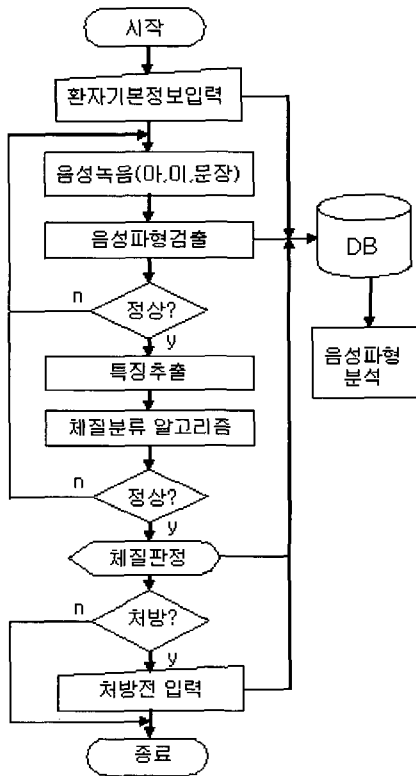 시작
환자기본정보입력
음성녹음(아,이,문장)
음성파형검출
DB
n
정상?
y
음성파형
분석
특징추출
체질분류 알고리즘
n
정상?
y
체질판정
n
처방?
y
처방전 입력
종료